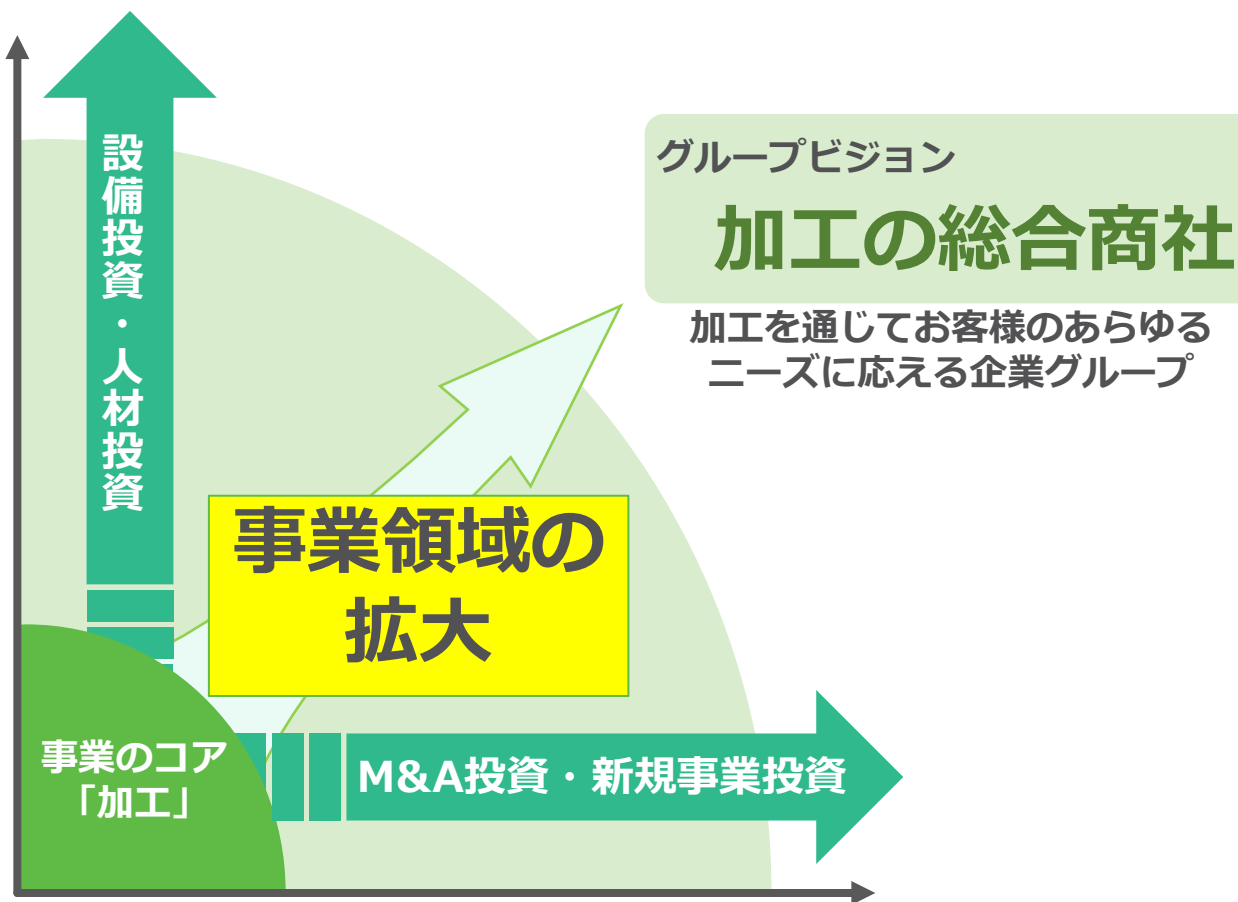 設備投資・人材投資
グループビジョン
加工の総合商社
加工を通じてお客様のあらゆる
ニーズに応える企業グループ
事業領域の
拡大
事業のコア
「加工」
M&A投資・新規事業投資